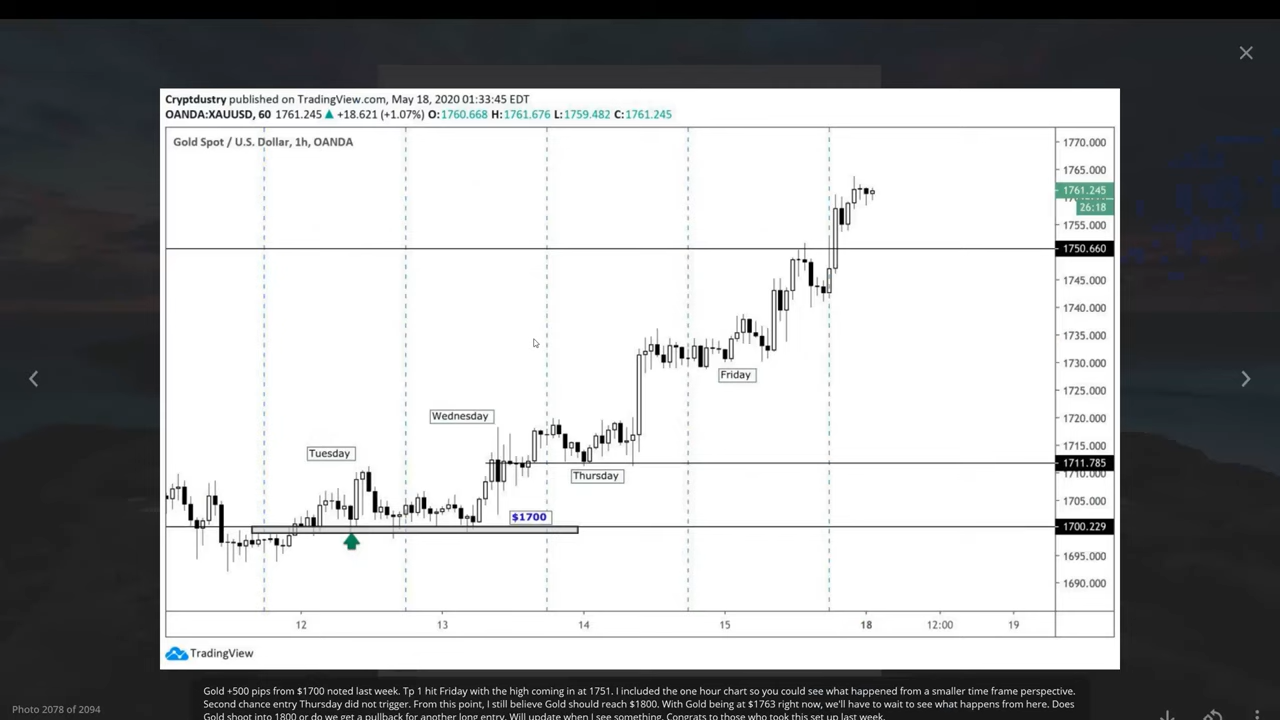 Cryptdustry published on TradingView.com, May 18, 2020 01:33:45 EDT
OANDA:XAUUSD, 60 1761.245 ▲ +18.621 (+1.07%) O:1760.668 H:1761.676 L:1759.482 C:1761.245
Gold Spot / U.S. Dollar, 1h, OANDA
1770.000
1765.000
1761.245
26:18
1755.000
1750.660
1745.000
1740.000
1735.000
1730.000
Friday
1725.000
1720.000
Wednesday
1715.000
Tuesday
1711.785
1710.000
Thursday
1705.000
$1700
1700.229
1695.000
1690.000
12 13 14 15 18 12:00 19
TradingView
Gold +500 pips from $1700 noted last week. Tp 1 hit Friday with the high coming in at 1751. I included the one hour chart so you could see what happened from a smaller time frame perspective.
Second chance entry Thursday did not trigger. From this point, I still believe Gold should reach $1800. With Gold being at $1763 right now, we'll have to wait to see what happens from here. Does
Gold shoot into 1800 or do we get a pullback for another long entry. Will update when I see something. Congrats to those who took this set up last week.
Photo 2078 of 2094